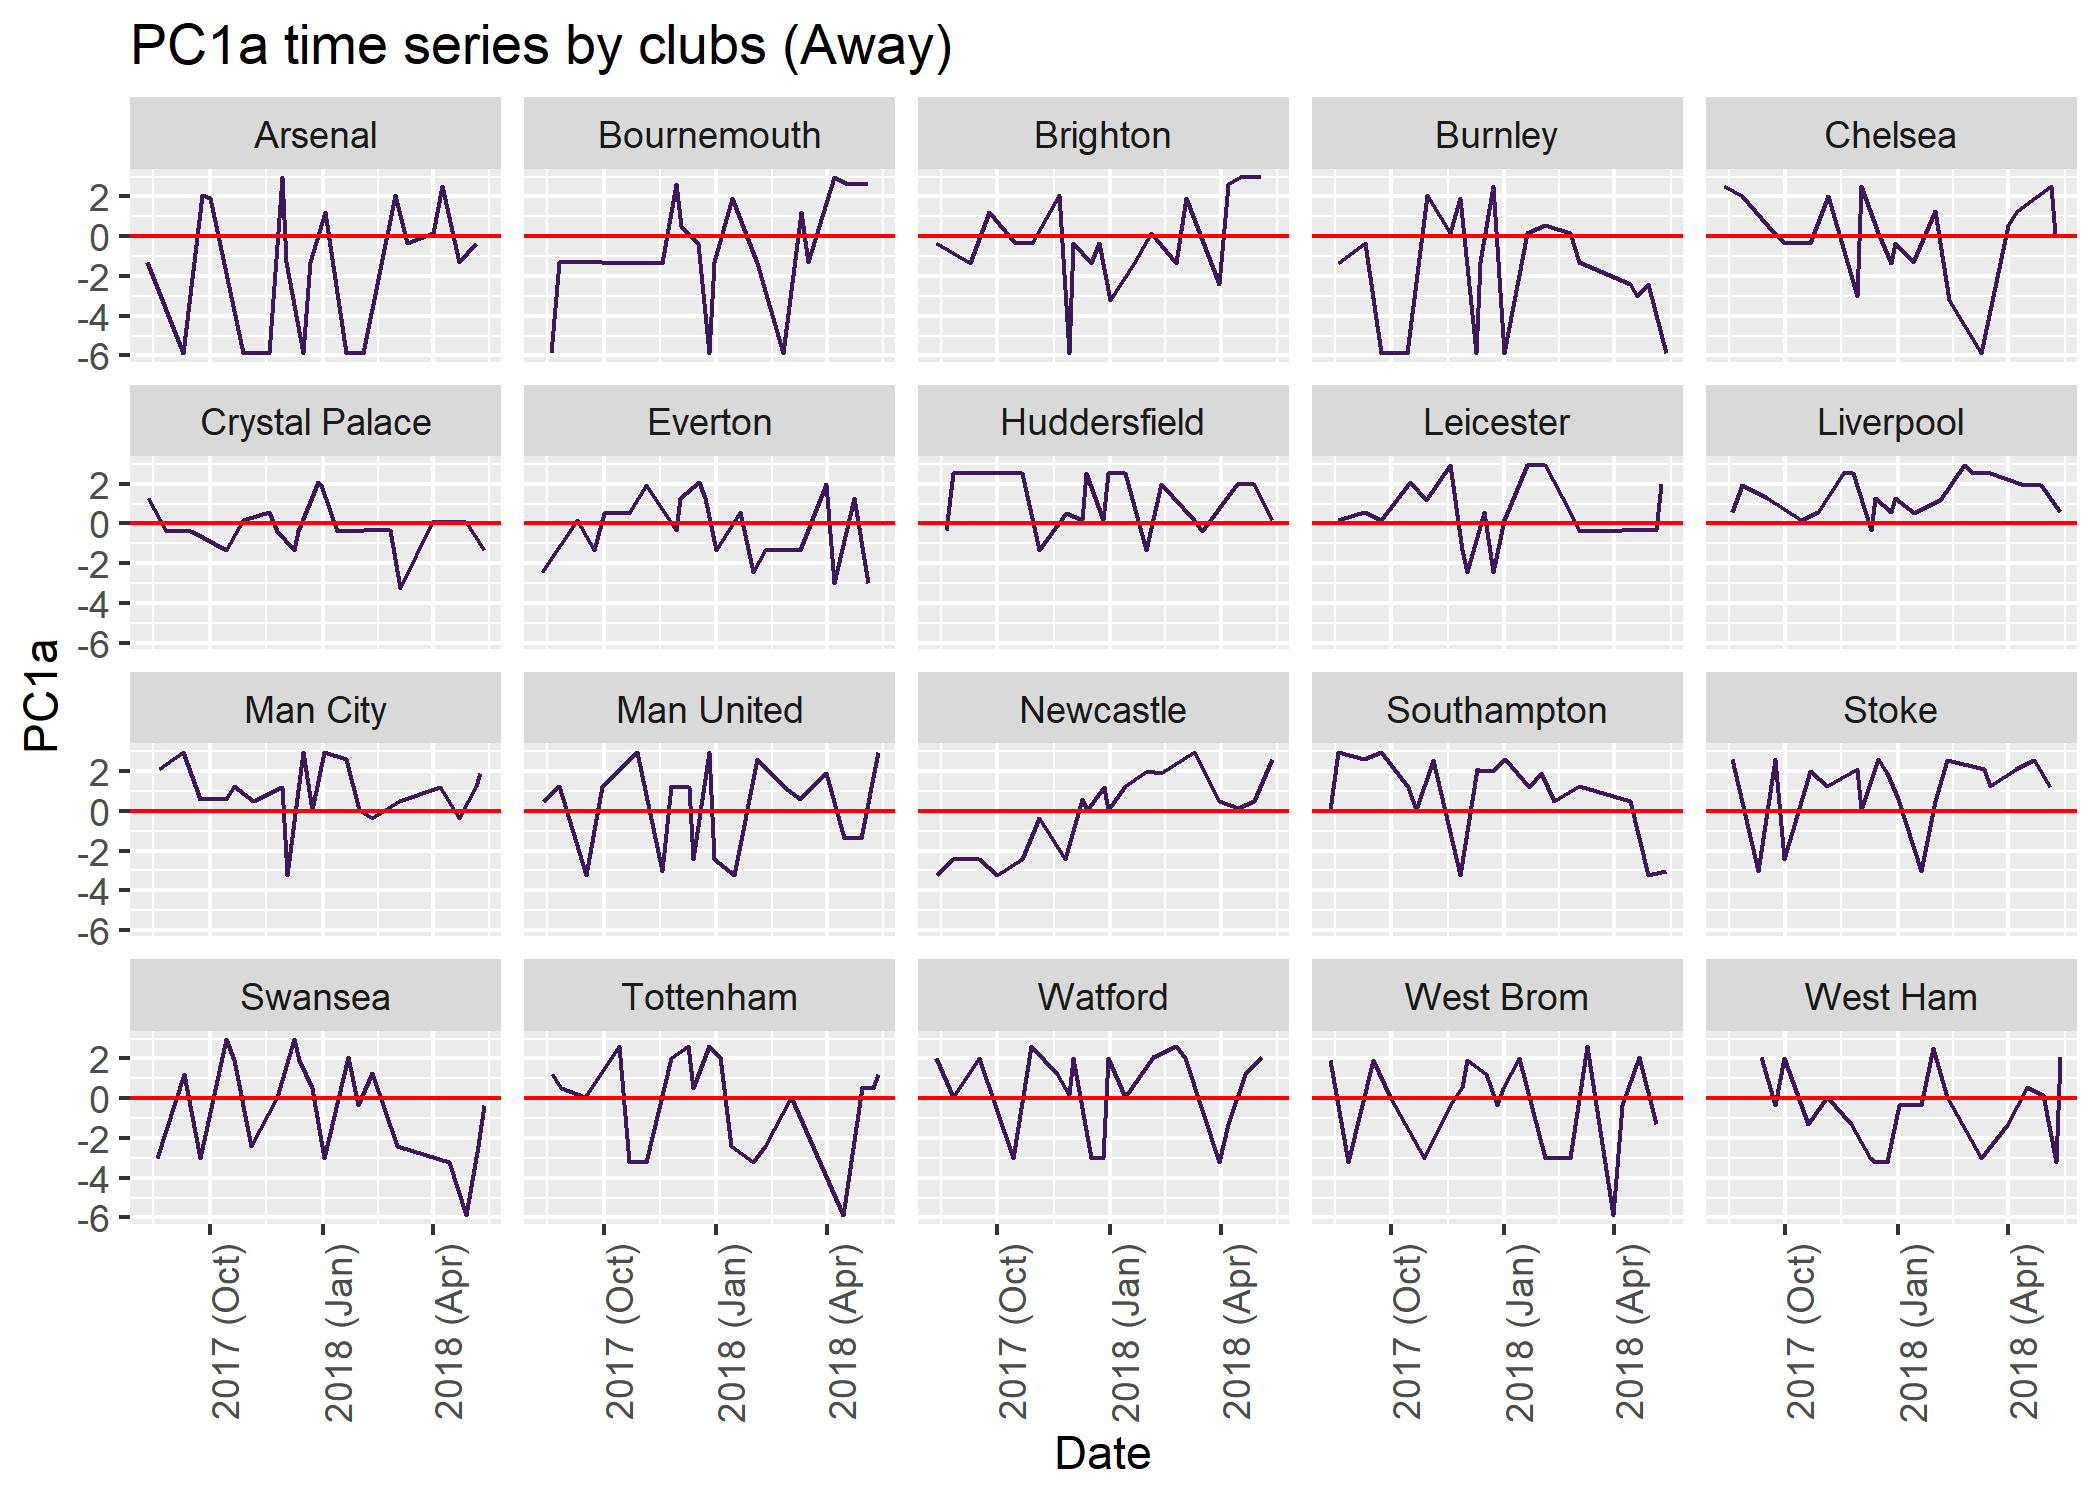 PC1a time series by clubs (Away)
Arsenal Bournemouth Brighton Burnley Chelsea
2
0
-2
-4
-6
Crystal Palace Everton Huddersfield Leicester Liverpool
2
0
-2
-4
-6
PC1a
Man City Man United Newcastle Southampton Stoke
2
0
-2
-4
-6
Swansea Tottenham Watford West Brom West Ham
2
0
-2
-4
-6
2017 (Oct) 2018 (Jan) 2018 (Apr) 2017 (Oct) 2018 (Jan) 2018 (Apr) 2017 (Oct) 2018 (Jan) 2018 (Apr) 2017 (Oct) 2018 (Jan) 2018 (Apr) 2017 (Oct) 2018 (Jan) 2018 (Apr)
Date